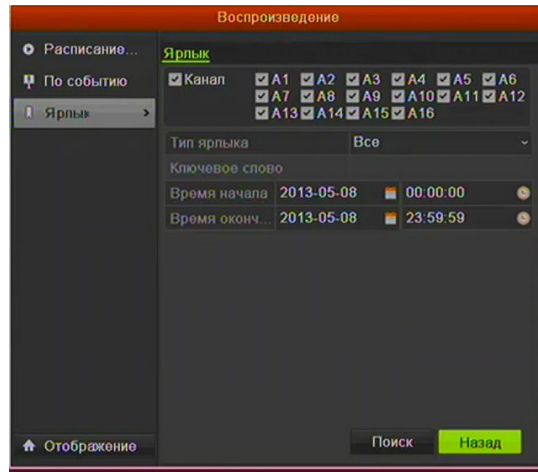 Воспроизведение
Расписание...
По событию
Ярлык
Отображение
Ярлык
Канал A1 A2 A3 A4 A5 A6
A7 A8 A9 A10 A11 A12
A13 A14 A15 A16
Тип ярлыка Все
Ключевое слово
Время начала 2013-05-08 00:00:00
Время оконч... 2013-05-08 23:59:59
Поиск Назад